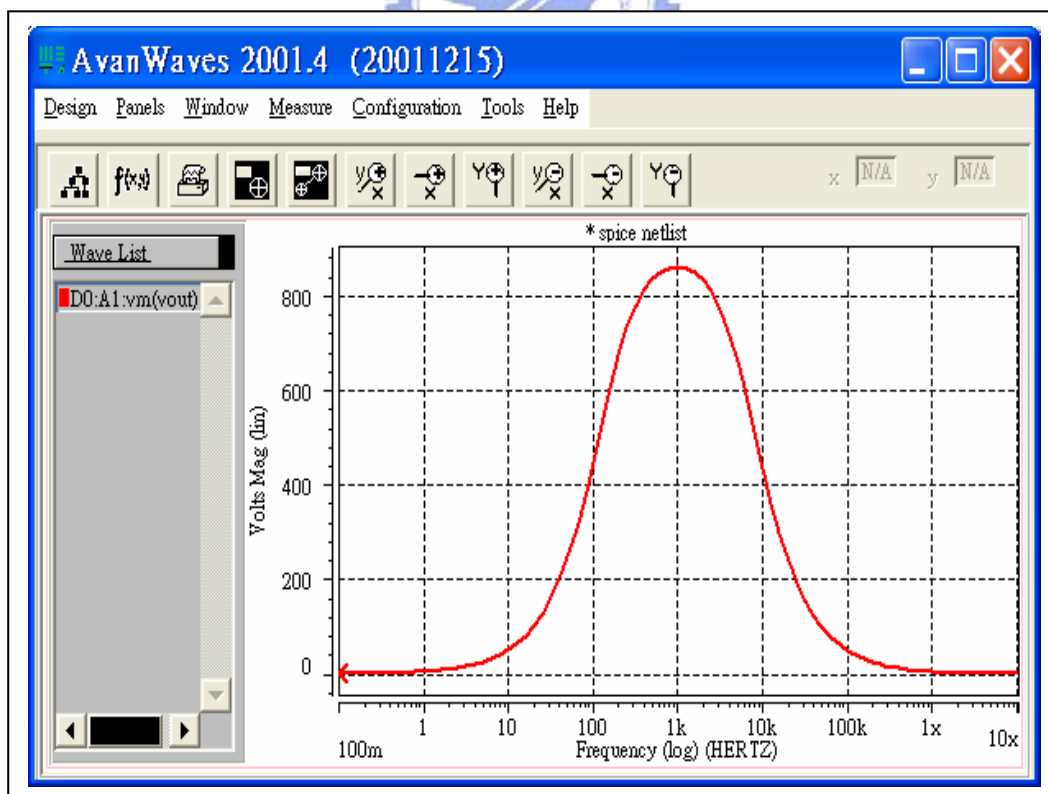 AvanWaves 2001.4 (20011215)
Design Panels Window Measure Configuration Tools Help
f(x,y) y x x Y y x x Y x N/A y N/A
Wave List
D0:A1:vm(vout)
* spice netlist
Volts Mag (lin)
800
600
400
200
0
1 10 100 1k 10k 100k 1x
100m 10x
Frequency (log) (HERTZ)